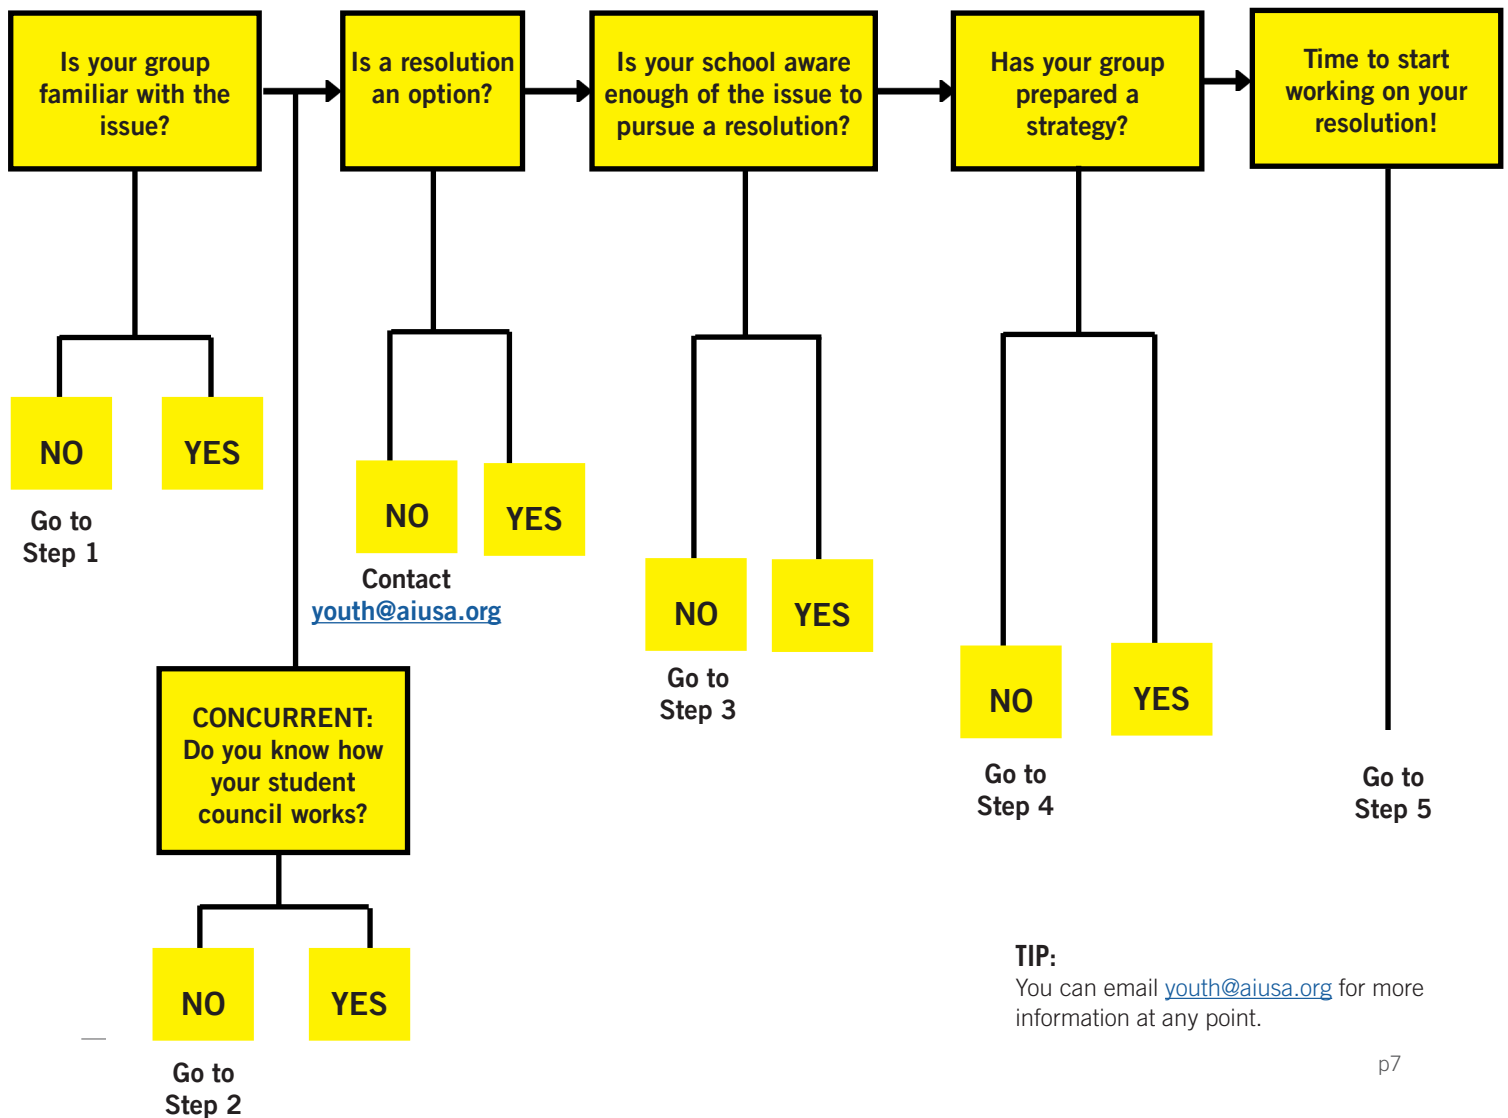 Is your group
familiar with the
issue?
Is a resolution
an option?
Is your school aware
enough of the issue to
pursue a resolution?
Has your group
prepared a
strategy?
Time to start
working on your
resolution!
NO
YES
Go to
Step 1
NO
YES
Contact
youth@aiusa.org
NO
YES
Go to
Step 3
NO
YES
Go to
Step 4
Go to
Step 5
CONCURRENT:
Do you know how
your student
council works?
NO
YES
Go to
Step 2
TIP:
You can email youth@aiusa.org for more
information at any point.
p7